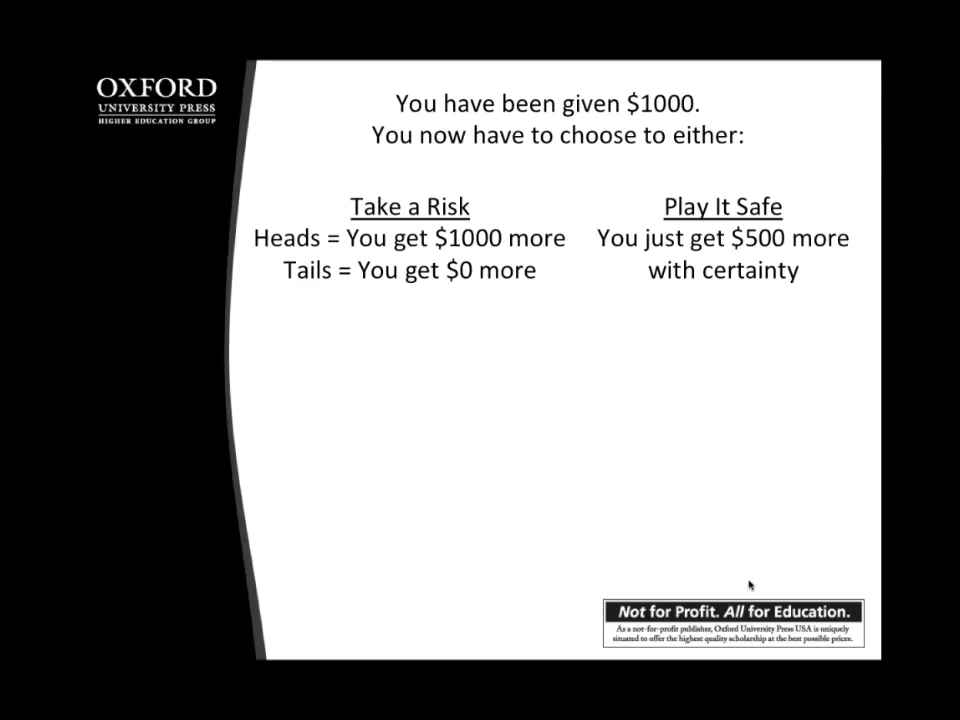 OXFORD
UNIVERSITY PRESS
HIGHER EDUCATION GROUP
You have been given $1000.
You now have to choose to either:
Take a Risk
Heads = You get $1000 more
Tails = You get $0 more
Play It Safe
You just get $500 more
with certainty
Not for Profit. All for Education.
As a not-for-profit publisher, Oxford University Press USA is uniquely
situated to offer the highest quality scholarship at the best possible prices.